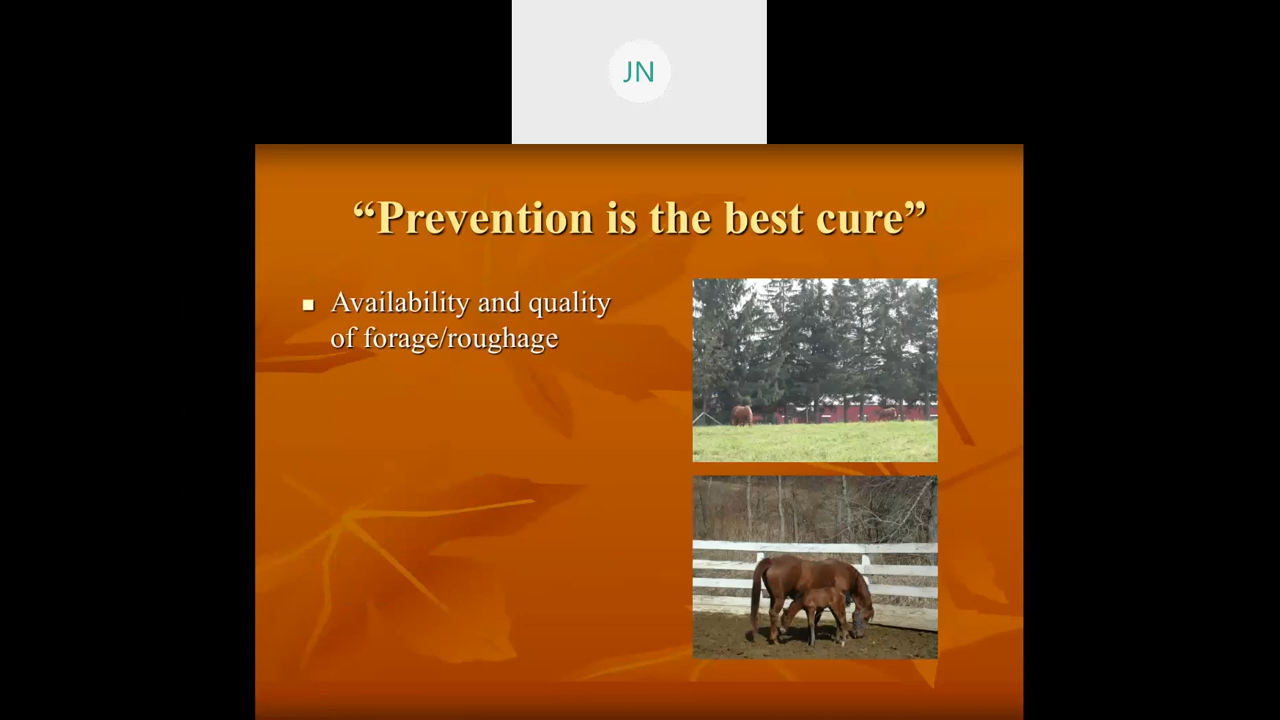 JN
“Prevention is the best cure”
Availability and quality
of forage/roughage